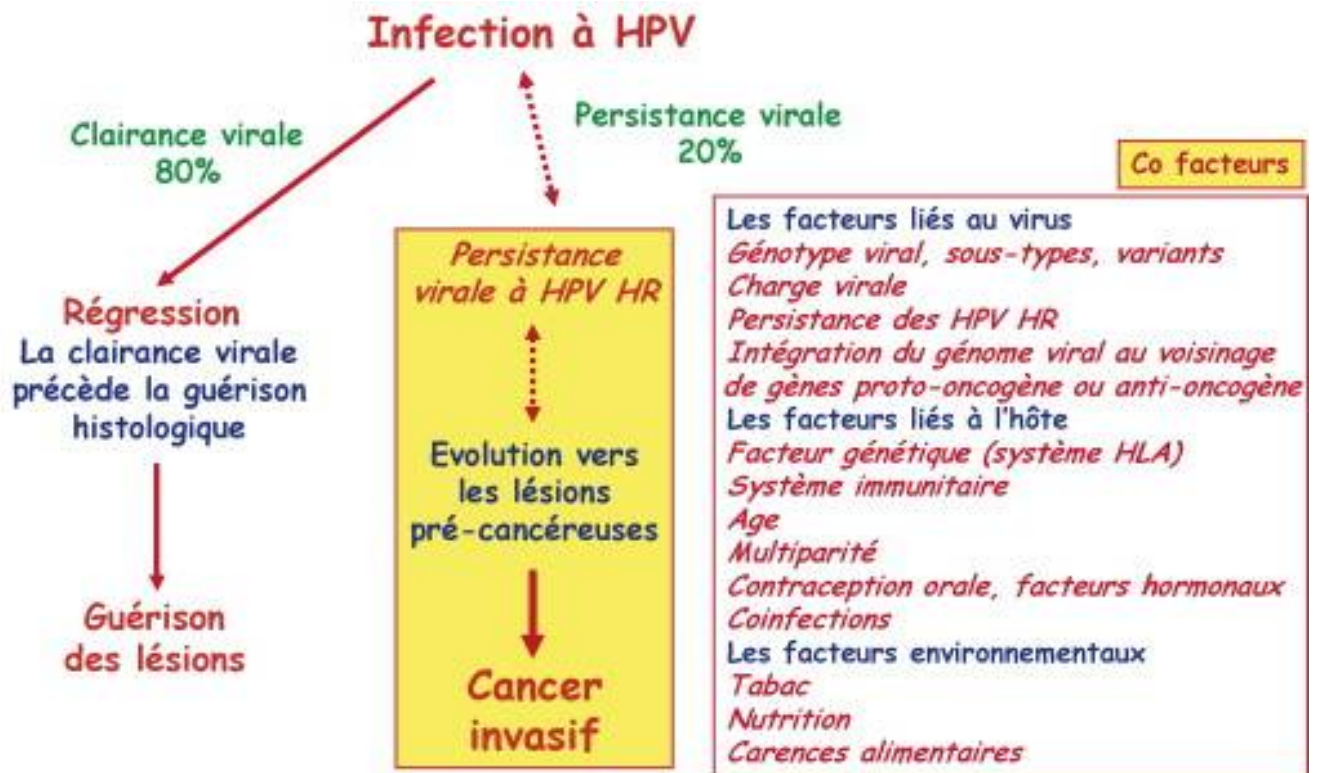 Infection à HPV
Clairance virale
80%
Persistance virale
20%
Régression
La clairance virale
précède la guérison
histologique
Guérison
des lésions
Persistance
virale à HPV HR
Evolution vers
les lésions
pré-cancéreuses
Cancer
invasif
Co facteurs
Les facteurs liés au virus
Génotype viral, sous-types, variants
Charge virale
Persistance des HPV HR
Intégration du génome viral au voisinage
de gènes proto-oncogène ou anti-oncogène
Les facteurs liés à l'hôte
Facteur génétique (système HLA)
Système immunitaire
Age
Multiparité
Contraception orale, facteurs hormonaux
Coinfections
Les facteurs environnementaux
Tabac
Nutrition
Carences alimentaires